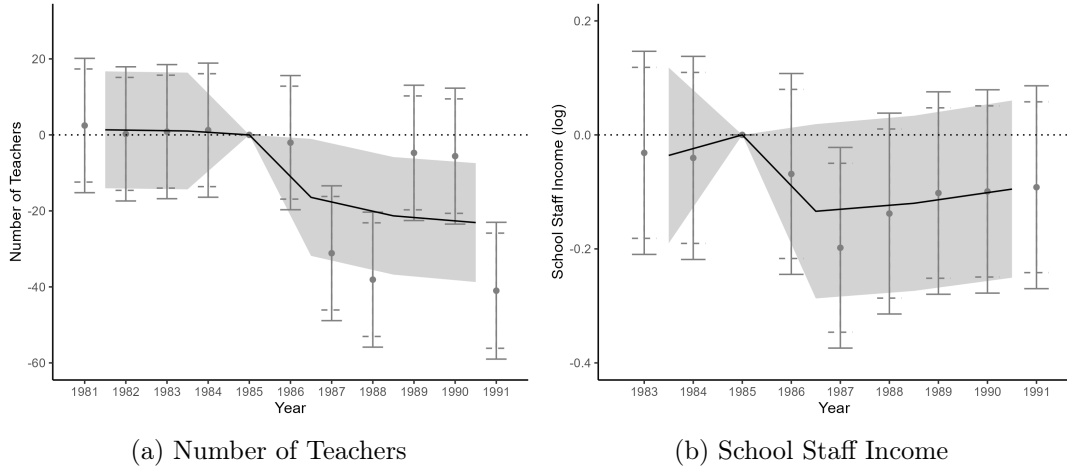 20
0
-20
-40
-60
Number of Teachers
1981 1982 1983 1984 1985 1986 1987 1988 1989 1990 1991
Year
(a) Number of Teachers
0.2
0.0
-0.2
-0.4
School Staff Income (log)
1983 1984 1985 1986 1987 1988 1989 1990 1991
Year
(b) School Staff Income